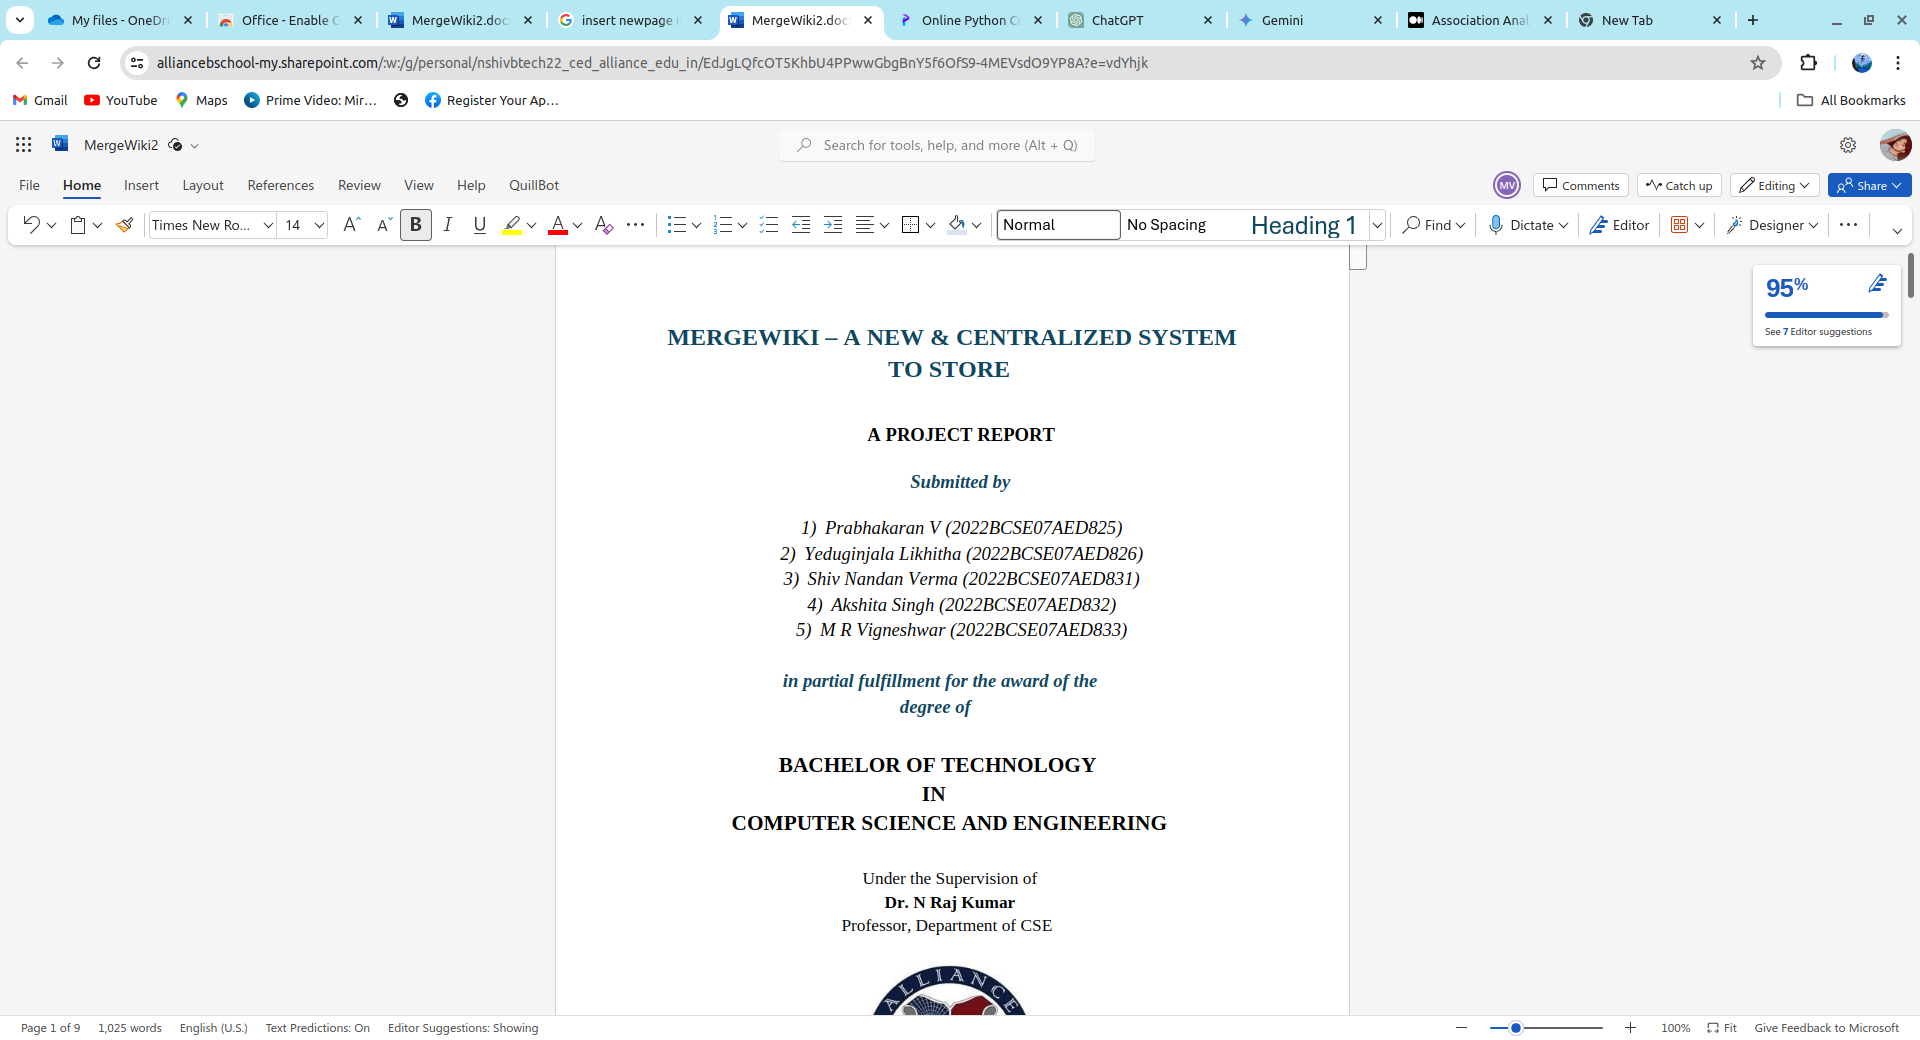 My files - OneDri
Office - Enable C
MergeWiki2.doc
insert newpage i
MergeWiki2.doc
Online Python C
ChatGPT
Gemini
Association Anal
New Tab
alliancebschool-my.sharepoint.com/:w:/g/personal/nshivbtech22_ced_alliance_edu_in/EdJgLQfcOT5KhbU4PPwwGbgBnY5f6OfS9-4MEVsdO9YP8A?e=vdYhjk
Gmail
YouTube
Maps
Prime Video: Mir...
Register Your Ap...
All Bookmarks
MergeWiki2
Search for tools, help, and more (Alt + Q)
File
Home
Insert
Layout
References
Review
View
Help
QuillBot
MV
Comments
Catch up
Editing
Share
Times New Ro...
14
Normal
No Spacing
Heading 1
Find
Dictate
Editor
Designer
95%
See 7 Editor suggestions
MERGEWIKI – A NEW & CENTRALIZED SYSTEM
TO STORE
A PROJECT REPORT
Submitted by
1) Prabhakaran V (2022BCSE07AED825)
2) Yeduginjala Likhitha (2022BCSE07AED826)
3) Shiv Nandan Verma (2022BCSE07AED831)
4) Akshita Singh (2022BCSE07AED832)
5) M R Vigneshwar (2022BCSE07AED833)
in partial fulfillment for the award of the
degree of
BACHELOR OF TECHNOLOGY
IN
COMPUTER SCIENCE AND ENGINEERING
Under the Supervision of
Dr. N Raj Kumar
Professor, Department of CSE
ALLIANCE
Page 1 of 9
1,025 words
English (U.S.)
Text Predictions: On
Editor Suggestions: Showing
100%
Fit
Give Feedback to Microsoft